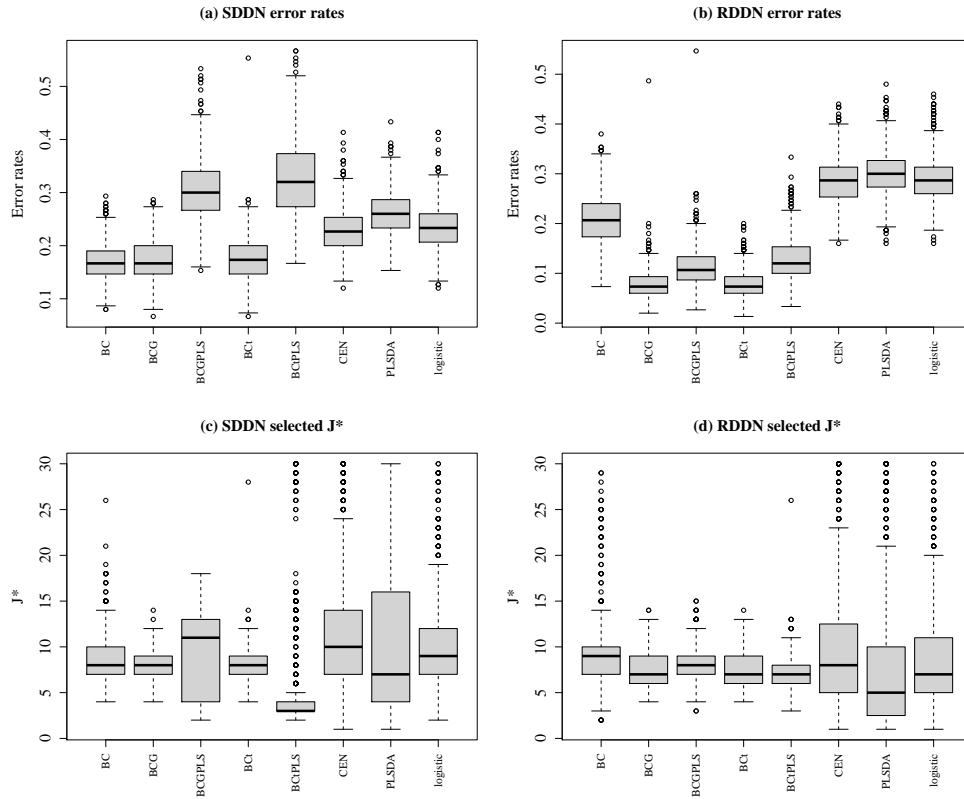 (a) SDDN error rates
Error rates
0.5
0.4
0.3
0.2
0.1
BC
BCG
BCGPLS
BCt
BCtPLS
CEN
PLSDA
logistic
(b) RDDN error rates
Error rates
0.5
0.4
0.3
0.2
0.1
0.0
BC
BCG
BCGPLS
BCt
BCtPLS
CEN
PLSDA
logistic
(c) SDDN selected J*
J*
30
25
20
15
10
5
0
BC
BCG
BCGPLS
BCt
BCtPLS
CEN
PLSDA
logistic
(d) RDDN selected J*
J*
30
25
20
15
10
5
0
BC
BCG
BCGPLS
BCt
BCtPLS
CEN
PLSDA
logistic